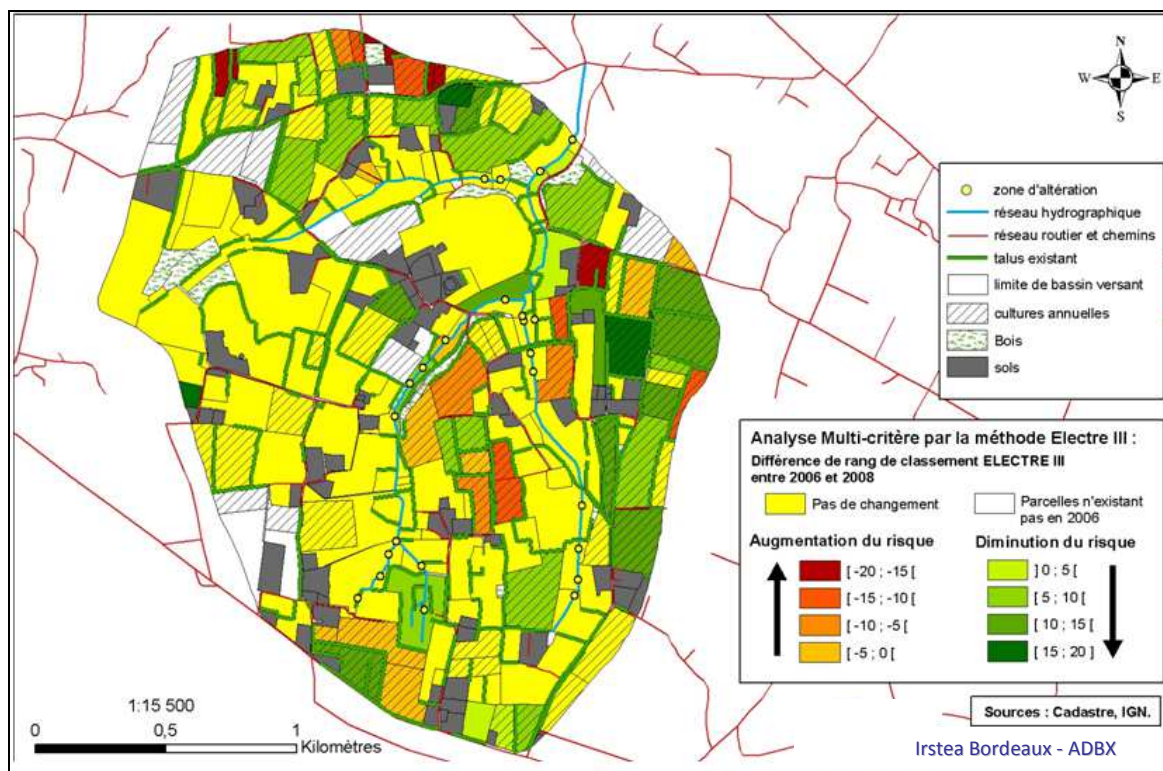 N
W E
S
zone d'altération
réseau hydrographique
réseau routier et chemins
talus existant
limite de bassin versant
cultures annuelles
Bois
sols
Analyse Multi-critère par la méthode Electre III :
Différence de rang de classement ELECTRE III
entre 2006 et 2008
Pas de changement
Parcelles n'existant
pas en 2006
Augmentation du risque
Diminution du risque
[ -20 ; -15 [
] 0 ; 5 [
[ -15 ; -10 [
[ 5 ; 10 [
[ -10 ; -5 [
[ 10 ; 15 [
[ -5 ; 0 [
[ 15 ; 20 ]
1:15 500
0 0,5 1
Kilomètres
Sources : Cadastre, IGN.
Irstea Bordeaux - ADBX